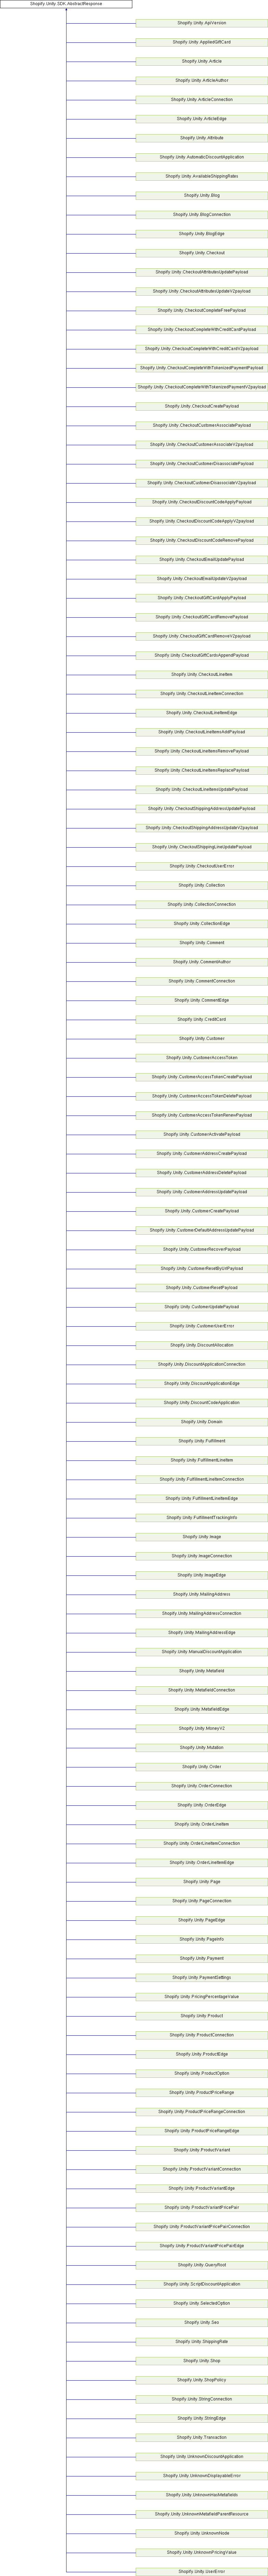 Shopify.Unity.SDK.AbstractResponse
Shopify.Unity.ApiVersion
Shopify.Unity.AppliedGiftCard
Shopify.Unity.Article
Shopify.Unity.ArticleAuthor
Shopify.Unity.ArticleConnection
Shopify.Unity.ArticleEdge
Shopify.Unity.Attribute
Shopify.Unity.AutomaticDiscountApplication
Shopify.Unity.AvailableShippingRates
Shopify.Unity.Blog
Shopify.Unity.BlogConnection
Shopify.Unity.BlogEdge
Shopify.Unity.Checkout
Shopify.Unity.CheckoutAttributesUpdatePayload
Shopify.Unity.CheckoutAttributesUpdateV2payload
Shopify.Unity.CheckoutCompleteFreePayload
Shopify.Unity.CheckoutCompleteWithCreditCardPayload
Shopify.Unity.CheckoutCompleteWithCreditCardV2payload
Shopify.Unity.CheckoutCompleteWithTokenizedPaymentPayload
Shopify.Unity.CheckoutCompleteWithTokenizedPaymentV2payload
Shopify.Unity.CheckoutCreatePayload
Shopify.Unity.CheckoutCustomerAssociatePayload
Shopify.Unity.CheckoutCustomerAssociateV2payload
Shopify.Unity.CheckoutCustomerDisassociatePayload
Shopify.Unity.CheckoutCustomerDisassociateV2payload
Shopify.Unity.CheckoutDiscountCodeApplyPayload
Shopify.Unity.CheckoutDiscountCodeApplyV2payload
Shopify.Unity.CheckoutDiscountCodeRemovePayload
Shopify.Unity.CheckoutEmailUpdatePayload
Shopify.Unity.CheckoutEmailUpdateV2payload
Shopify.Unity.CheckoutGiftCardApplyPayload
Shopify.Unity.CheckoutGiftCardRemovePayload
Shopify.Unity.CheckoutGiftCardRemoveV2payload
Shopify.Unity.CheckoutGiftCardsAppendPayload
Shopify.Unity.CheckoutLineItem
Shopify.Unity.CheckoutLineItemConnection
Shopify.Unity.CheckoutLineItemEdge
Shopify.Unity.CheckoutLineItemsAddPayload
Shopify.Unity.CheckoutLineItemsRemovePayload
Shopify.Unity.CheckoutLineItemsReplacePayload
Shopify.Unity.CheckoutLineItemsUpdatePayload
Shopify.Unity.CheckoutShippingAddressUpdatePayload
Shopify.Unity.CheckoutShippingAddressUpdateV2payload
Shopify.Unity.CheckoutShippingLineUpdatePayload
Shopify.Unity.CheckoutUserError
Shopify.Unity.Collection
Shopify.Unity.CollectionConnection
Shopify.Unity.CollectionEdge
Shopify.Unity.Comment
Shopify.Unity.CommentAuthor
Shopify.Unity.CommentConnection
Shopify.Unity.CommentEdge
Shopify.Unity.CreditCard
Shopify.Unity.Customer
Shopify.Unity.CustomerAccessToken
Shopify.Unity.CustomerAccessTokenCreatePayload
Shopify.Unity.CustomerAccessTokenDeletePayload
Shopify.Unity.CustomerAccessTokenRenewPayload
Shopify.Unity.CustomerActivatePayload
Shopify.Unity.CustomerAddressCreatePayload
Shopify.Unity.CustomerAddressDeletePayload
Shopify.Unity.CustomerAddressUpdatePayload
Shopify.Unity.CustomerCreatePayload
Shopify.Unity.CustomerDefaultAddressUpdatePayload
Shopify.Unity.CustomerRecoverPayload
Shopify.Unity.CustomerResetByUrlPayload
Shopify.Unity.CustomerResetPayload
Shopify.Unity.CustomerUpdatePayload
Shopify.Unity.CustomerUserError
Shopify.Unity.DiscountAllocation
Shopify.Unity.DiscountApplicationConnection
Shopify.Unity.DiscountApplicationEdge
Shopify.Unity.DiscountCodeApplication
Shopify.Unity.Domain
Shopify.Unity.Fulfillment
Shopify.Unity.FulfillmentLineItem
Shopify.Unity.FulfillmentLineItemConnection
Shopify.Unity.FulfillmentLineItemEdge
Shopify.Unity.FulfillmentTrackingInfo
Shopify.Unity.Image
Shopify.Unity.ImageConnection
Shopify.Unity.ImageEdge
Shopify.Unity.MailingAddress
Shopify.Unity.MailingAddressConnection
Shopify.Unity.MailingAddressEdge
Shopify.Unity.ManualDiscountApplication
Shopify.Unity.Metafield
Shopify.Unity.MetafieldConnection
Shopify.Unity.MetafieldEdge
Shopify.Unity.MoneyV2
Shopify.Unity.Mutation
Shopify.Unity.Order
Shopify.Unity.OrderConnection
Shopify.Unity.OrderEdge
Shopify.Unity.OrderLineItem
Shopify.Unity.OrderLineItemConnection
Shopify.Unity.OrderLineItemEdge
Shopify.Unity.Page
Shopify.Unity.PageConnection
Shopify.Unity.PageEdge
Shopify.Unity.PageInfo
Shopify.Unity.Payment
Shopify.Unity.PaymentSettings
Shopify.Unity.PricingPercentageValue
Shopify.Unity.Product
Shopify.Unity.ProductConnection
Shopify.Unity.ProductEdge
Shopify.Unity.ProductOption
Shopify.Unity.ProductPriceRange
Shopify.Unity.ProductPriceRangeConnection
Shopify.Unity.ProductPriceRangeEdge
Shopify.Unity.ProductVariant
Shopify.Unity.ProductVariantConnection
Shopify.Unity.ProductVariantEdge
Shopify.Unity.ProductVariantPricePair
Shopify.Unity.ProductVariantPricePairConnection
Shopify.Unity.ProductVariantPricePairEdge
Shopify.Unity.QueryRoot
Shopify.Unity.ScriptDiscountApplication
Shopify.Unity.SelectedOption
Shopify.Unity.Seo
Shopify.Unity.ShippingRate
Shopify.Unity.Shop
Shopify.Unity.ShopPolicy
Shopify.Unity.StringConnection
Shopify.Unity.StringEdge
Shopify.Unity.Transaction
Shopify.Unity.UnknownDiscountApplication
Shopify.Unity.UnknownDisplayableError
Shopify.Unity.UnknownHasMetafields
Shopify.Unity.UnknownMetafieldParentResource
Shopify.Unity.UnknownNode
Shopify.Unity.UnknownPricingValue
Shopify.Unity.UserError